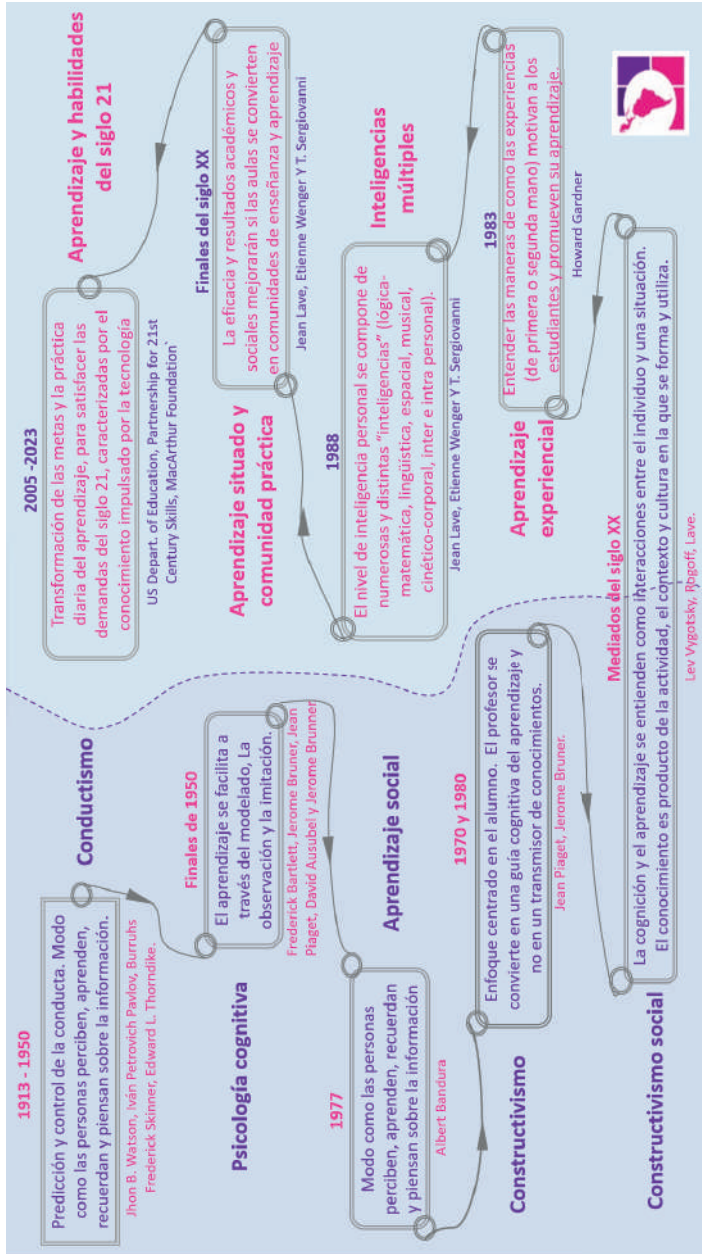 1913 - 1950
Predicción y control de la conducta. Modo
como las personas perciben, aprenden,
recuerdan y piensan sobre la información.
Jhon B. Watson, Iván Petrovich Pavlov, Burruhs
Frederick Skinner, Edward L. Thorndike.
Conductismo
Psicología cognitiva
Finales de 1950
El aprendizaje se facilita a
través del modelado, La
observación y la imitación.
Frederick Bartlett, Jerome Bruner, Jean
Piaget, David Ausubel y Jerome Brunner
1977
Modo como las personas
perciben, aprenden, recuerdan
y piensan sobre la información
Albert Bandura
Aprendizaje social
Constructivismo
1970 y 1980
Enfoque centrado en el alumno. El profesor se
convierte en una guía cognitiva del aprendizaje y
no en un transmisor de conocimientos.
Jean Piaget, Jerome Bruner.
Constructivismo social
Mediados del siglo XX
La cognición y el aprendizaje se entienden como interacciones entre el individuo y una situación.
El conocimiento es producto de la actividad, el contexto y cultura en la que se forma y utiliza.
Lev Vygotsky, Rogoff, Lave.
Aprendizaje
experiencial
1983
Entender las maneras de como las experiencias
(de primera o segunda mano) motivan a los
estudiantes y promueven su aprendizaje.
Howard Gardner
1988
El nivel de inteligencia personal se compone de
numerosas y distintas “inteligencias” (lógica-
matemática, lingüística, espacial, musical,
cinético-corporal, inter e intra personal).
Jean Lave, Etienne Wenger Y T. Sergiovanni
Inteligencias
múltiples
Aprendizaje situado y
comunidad práctica
Finales del siglo XX
La eficacia y resultados académicos y
sociales mejorarán si las aulas se convierten
en comunidades de enseñanza y aprendizaje
Jean Lave, Etienne Wenger Y T. Sergiovanni
2005 -2023
Transformación de las metas y la práctica
diaria del aprendizaje, para satisfacer las
demandas del siglo 21, caracterizadas por el
conocimiento impulsado por la tecnología
US Depart. of Education, Partnership for 21st
Century Skills, MacArthur Foundation`
Aprendizaje y habilidades
del siglo 21